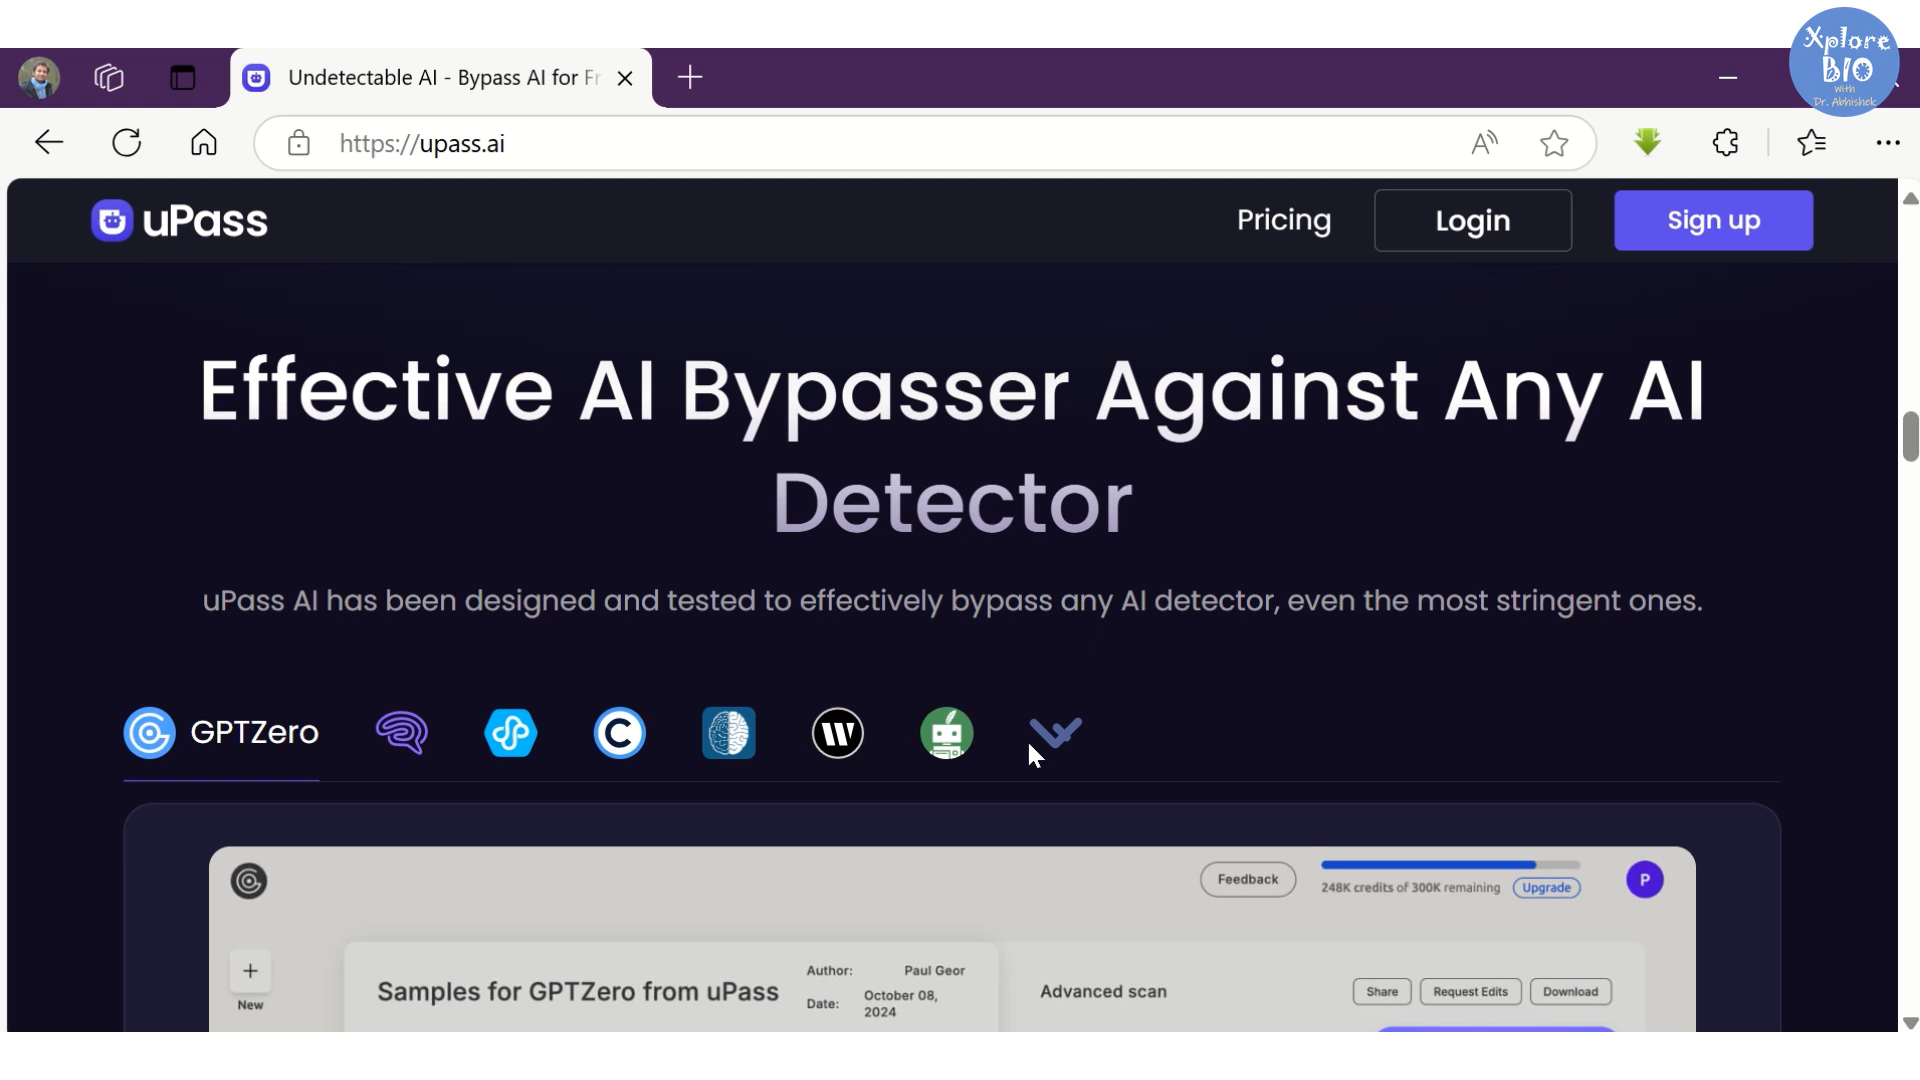 Xplore
BIO
with
Dr. Abhishek
Undetectable AI - Bypass AI for Fr
https://upass.ai
uPass
Pricing
Login
Sign up
Effective AI Bypasser Against Any AI
Detector
uPass AI has been designed and tested to effectively bypass any AI detector, even the most stringent ones.
GPTZero
Feedback
248K credits of 300K remaining
Upgrade
P
New
Samples for GPTZero from uPass
Author: Paul Geor
Date: October 08,
2024
Advanced scan
Share
Request Edits
Download